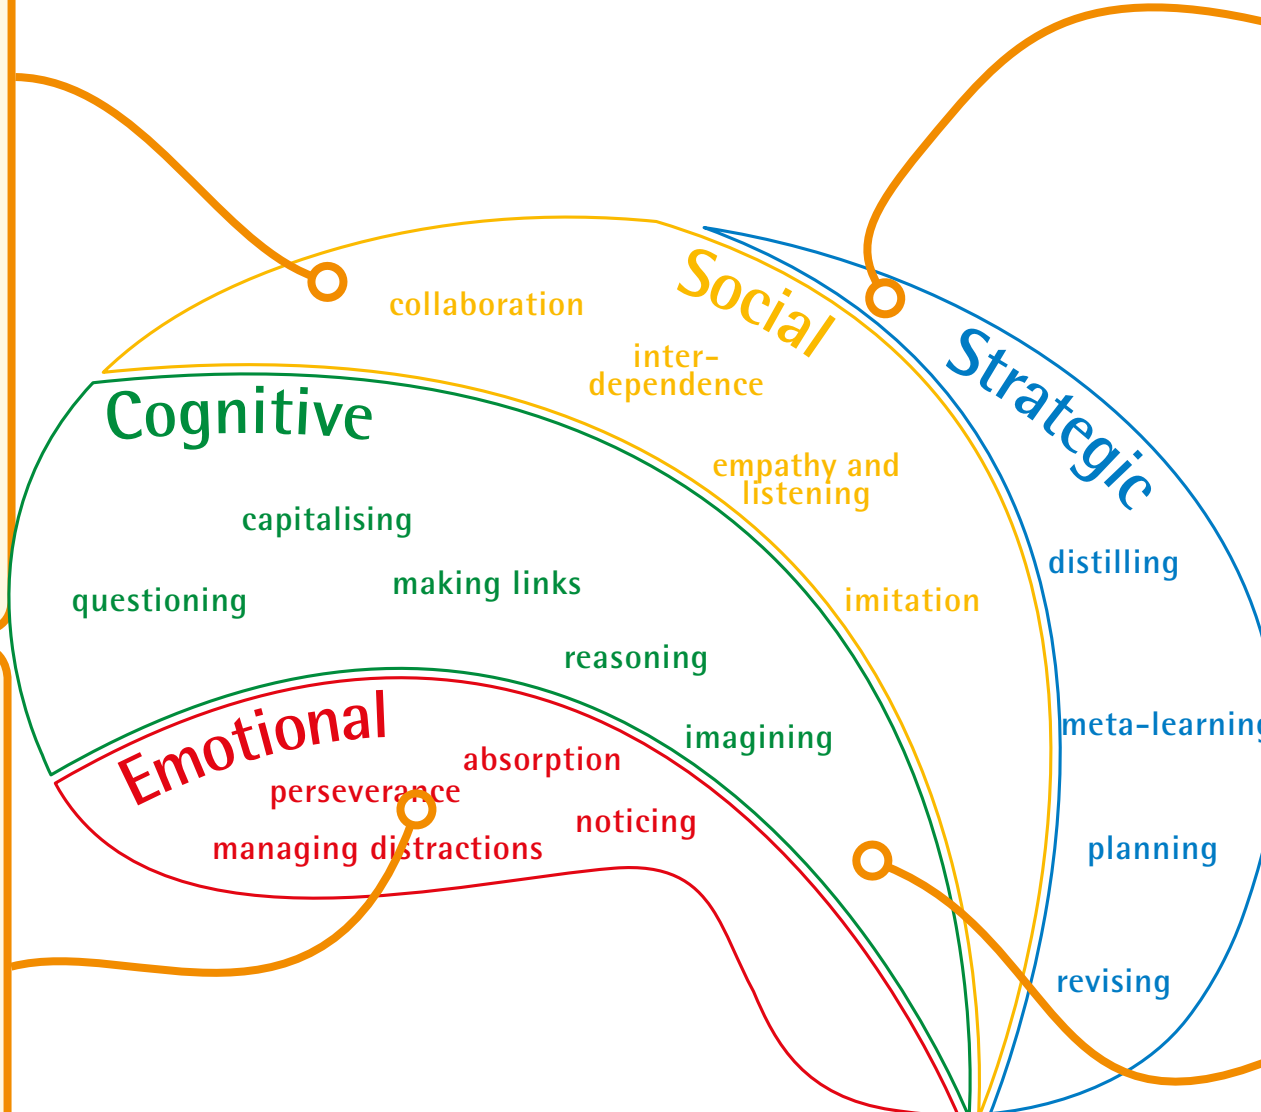 Social
collaboration
inter-
dependence
empathy and
listening
imitation
Strategic
distilling
meta-learning
planning
revising
Cognitive
capitalising
questioning
making links
reasoning
imagining
Emotional
absorption
perseverance
noticing
managing distractions